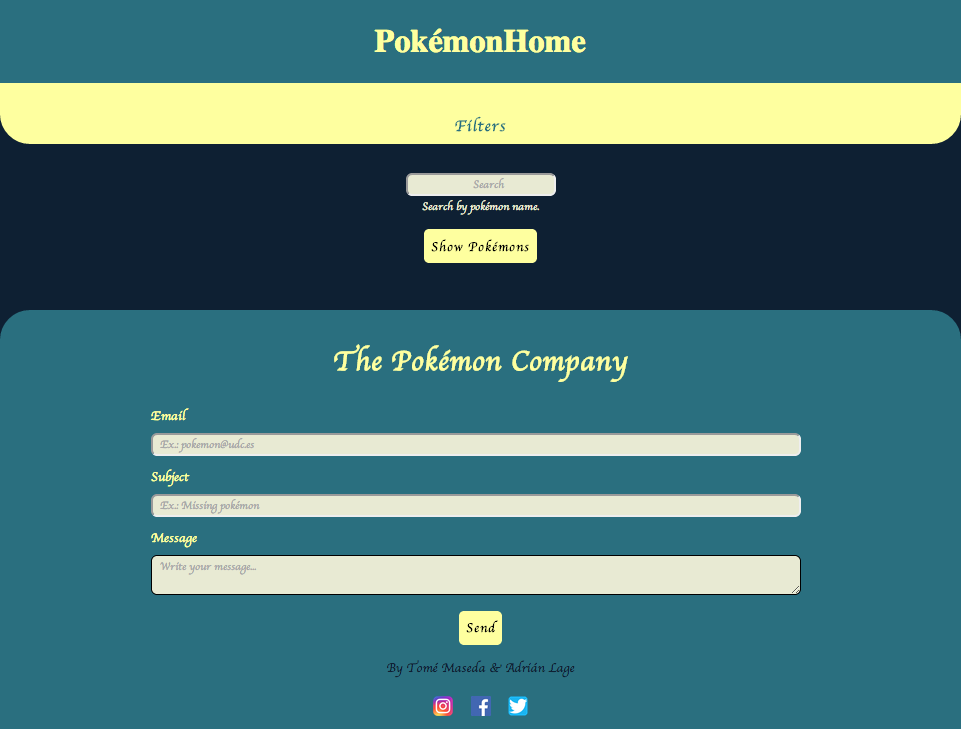 PokémonHome
Filters
Search
Search by pokémon name.
Show Pokémons
The Pokémon Company
Email
Ex.: pokemon@udc.es
Subject
Ex.: Missing pokémon
Message
Write your message...
Send
By Tomé Maseda & Adrián Lage